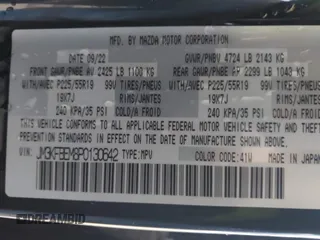 MFD. BY MAZDA MOTOR CORPORATION
DATE 09/22 GVWR/PNBV 4724 LB 2143 KG
FRONT GAWR/PNBE AV 2425 LB 1100 KG REAR GAWR/PNBE AR 2299 LB 1043 KG
WITH/AVEC P225/55R19 99V TIRES/PNEUS WITH/AVEC P225/55R19 99V TIRES/PNEUS
19X7J RIMS/JANTES 19X7J RIMS/JANTES
240 KPA/35 PSI COLD/A FROID 240 KPA/35 PSI COLD/A FROID
THIS VEHICLE CONFORMS TO ALL APPLICABLE FEDERAL MOTOR VEHICLE SAFETY
AND THEFT PREVENTION STANDARDS IN EFFECT ON THE DATE OF MANUFACTURE
VIN: TYPE:MPV COLOR: 41W MADE IN JAPAN
© DREAMBID